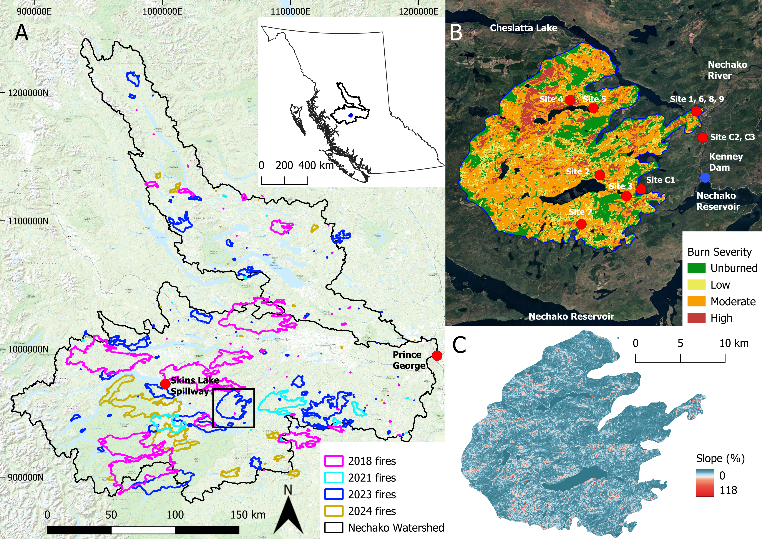 900000E
1000000E
1100000E
1200000E
A
1200000N
1100000N
1000000N
900000N
0 200 400 km
Skins Lake
Spillway
Prince
George
2018 fires
2021 fires
2023 fires
2024 fires
Nechako Watershed
N
0 50 100 150 km
B
Cheslatta Lake
Nechako
River
Site 4
Site 5
Site 1, 6, 8, 9
Site C2, C3
Kenney
Dam
Site 2
Site C1
Site 3
Nechako
Reservoir
Site 7
Nechako Reservoir
Burn Severity
Unburned
Low
Moderate
High
C
0 5 10 km
Slope (%)
0
118